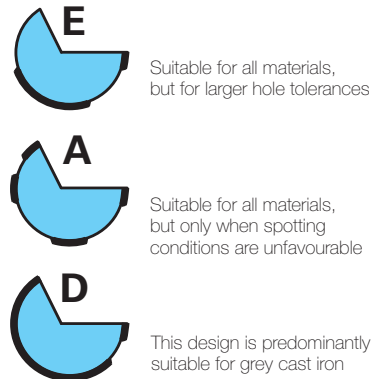 E
Suitable for all materials,
but for larger hole tolerances
A
Suitable for all materials,
but only when spotting
conditions are unfavourable
D
This design is predominantly
suitable for grey cast iron